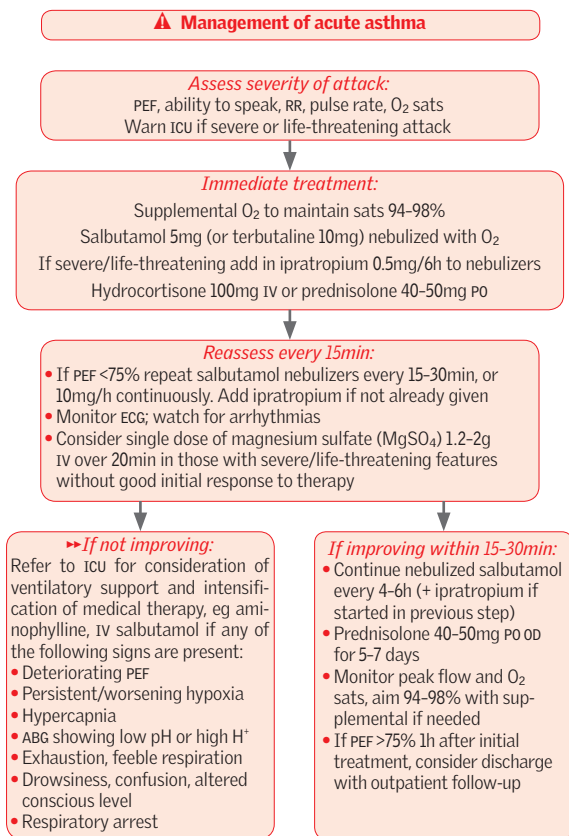 ⚠ Management of acute asthma
Assess severity of attack:
PEF, ability to speak, RR, pulse rate, O₂ sats
Warn ICU if severe or life-threatening attack
Immediate treatment:
Supplemental O₂ to maintain sats 94–98%
Salbutamol 5mg (or terbutaline 10mg) nebulized with O₂
If severe/life-threatening add in ipratropium 0.5mg/6h to nebulizers
Hydrocortisone 100mg IV or prednisolone 40–50mg PO
Reassess every 15min:
• If PEF <75% repeat salbutamol nebulizers every 15–30min, or
10mg/h continuously. Add ipratropium if not already given
• Monitor ECG; watch for arrhythmias
• Consider single dose of magnesium sulfate (MgSO₄) 1.2–2g
IV over 20min in those with severe/life-threatening features
without good initial response to therapy
▸▸If not improving:
Refer to ICU for consideration of
ventilatory support and intensif-
ication of medical therapy, eg ami-
nophylline, IV salbutamol if any of
the following signs are present:
• Deteriorating PEF
• Persistent/worsening hypoxia
• Hypercapnia
• ABG showing low pH or high H⁺
• Exhaustion, feeble respiration
• Drowsiness, confusion, altered
conscious level
• Respiratory arrest
If improving within 15–30min:
• Continue nebulized salbutamol
every 4–6h (+ ipratropium if
started in previous step)
• Prednisolone 40–50mg PO OD
for 5–7 days
• Monitor peak flow and O₂
sats, aim 94–98% with sup-
plemental if needed
• If PEF >75% 1h after initial
treatment, consider discharge
with outpatient follow-up